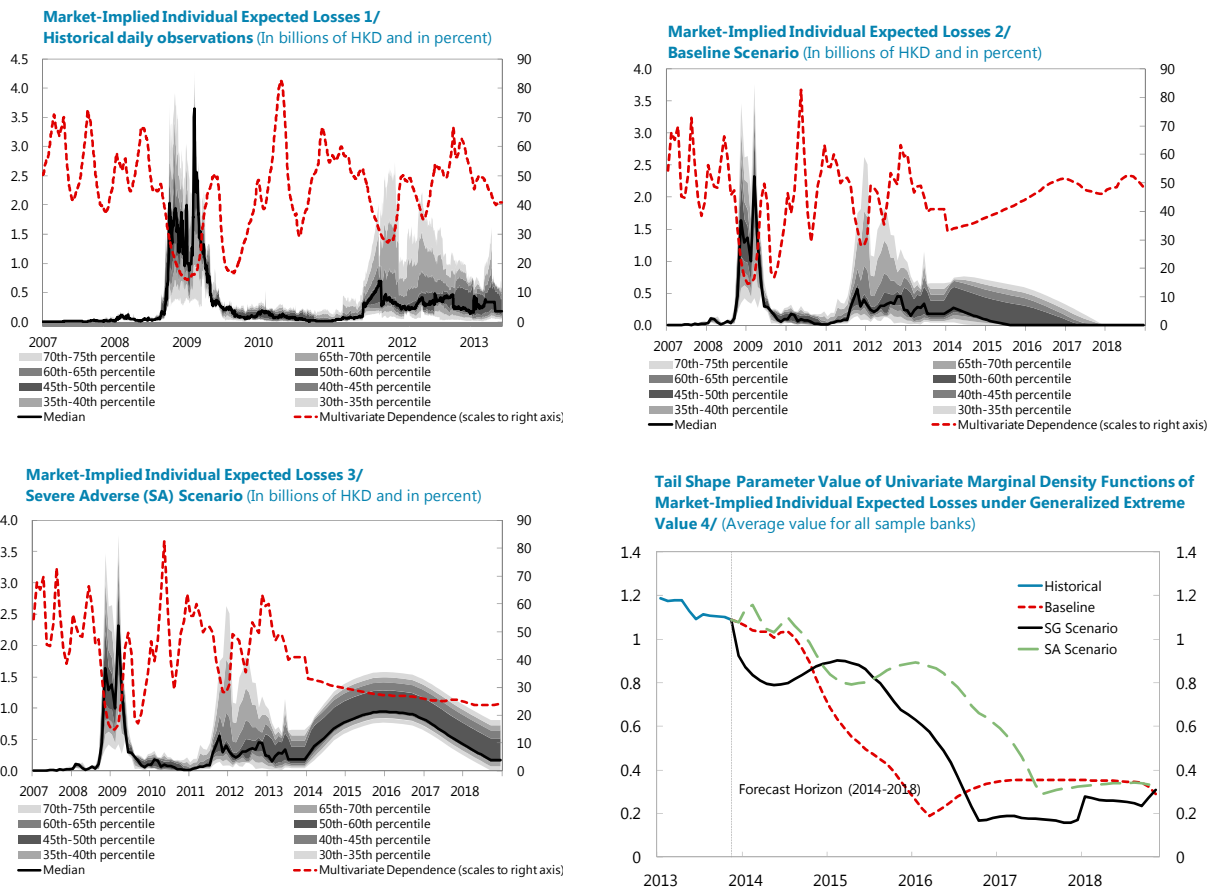 Market-Implied Individual Expected Losses 1/
Historical daily observations (In billions of HKD and in percent)
4.5 90
4.0 80
3.5 70
3.0 60
2.5 50
2.0 40
1.5 30
1.0 20
0.5 10
0.0 0
2007 2008 2009 2010 2011 2012 2013
70th-75th percentile 65th-70th percentile
60th-65th percentile 50th-60th percentile
45th-50th percentile 40th-45th percentile
35th-40th percentile 30th-35th percentile
Median Multivariate Dependence (scales to right axis)
Market-Implied Individual Expected Losses 2/
Baseline Scenario (In billions of HKD and in percent)
4.0 90
3.5 80
3.0 70
2.5 60
2.0 50
1.5 40
1.0 30
0.5 20
0.0 10
0
2007 2008 2009 2010 2011 2012 2013 2014 2015 2016 2017 2018
70th-75th percentile 65th-70th percentile
60th-65th percentile 50th-60th percentile
45th-50th percentile 40th-45th percentile
35th-40th percentile 30th-35th percentile
Median Multivariate Dependence (scales to right axis)
Market-Implied Individual Expected Losses 3/
Severe Adverse (SA) Scenario (In billions of HKD and in percent)
4.0 90
3.5 80
3.0 70
2.5 60
2.0 50
1.5 40
1.0 30
0.5 20
0.0 10
0
2007 2008 2009 2010 2011 2012 2013 2014 2015 2016 2017 2018
70th-75th percentile 65th-70th percentile
60th-65th percentile 50th-60th percentile
45th-50th percentile 40th-45th percentile
35th-40th percentile 30th-35th percentile
Median Multivariate Dependence (scales to right axis)
Tail Shape Parameter Value of Univariate Marginal Density Functions of
Market-Implied Individual Expected Losses under Generalized Extreme
Value 4/ (Average value for all sample banks)
1.4 1.4
1.2 1.2
1 1
0.8 0.8
0.6 0.6
0.4 0.4
0.2 0.2
0 0
Historical
Baseline
SG Scenario
SA Scenario
Forecast Horizon (2014-2018)
2013 2014 2015 2016 2017 2018